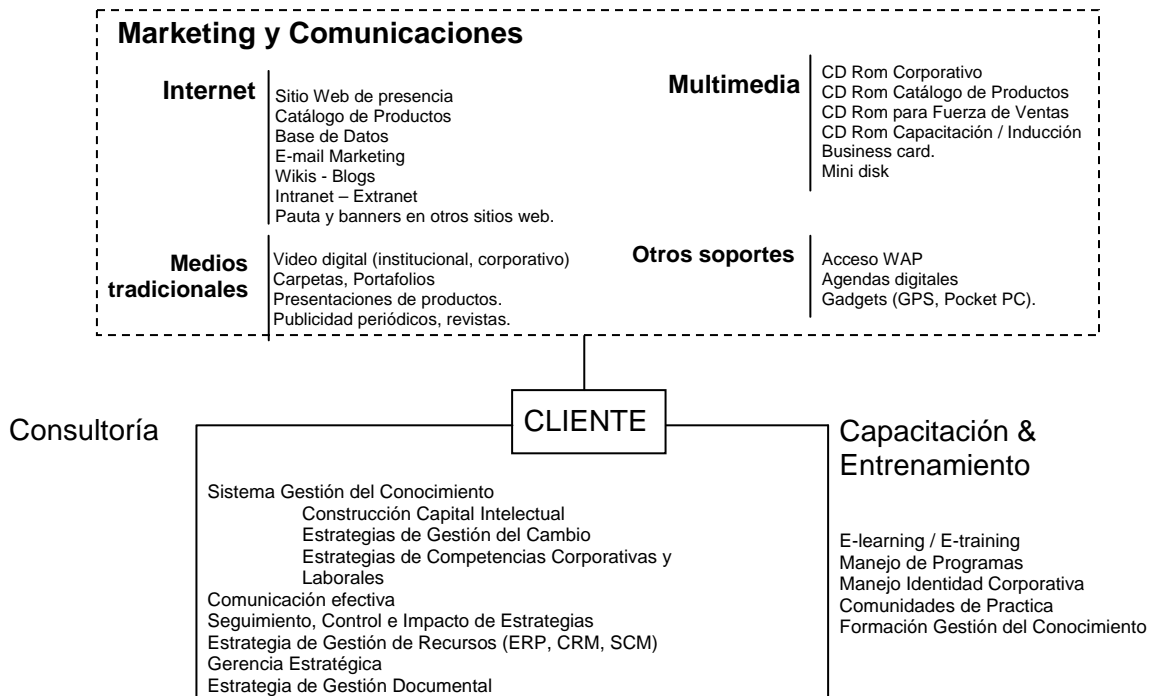 Marketing y Comunicaciones
Internet
Sitio Web de presencia
Catálogo de Productos
Base de Datos
E-mail Marketing
Wikis - Blogs
Intranet – Extranet
Pauta y banners en otros sitios web.
Multimedia
CD Rom Corporativo
CD Rom Catálogo de Productos
CD Rom para Fuerza de Ventas
CD Rom Capacitación / Inducción
Business card.
Mini disk
Medios
tradicionales
Video digital (institucional, corporativo)
Carpetas, Portafolios
Presentaciones de productos.
Publicidad periódicos, revistas.
Otros soportes
Acceso WAP
Agendas digitales
Gadgets (GPS, Pocket PC).
CLIENTE
Consultoría
Sistema Gestión del Conocimiento
Construcción Capital Intelectual
Estrategias de Gestión del Cambio
Estrategias de Competencias Corporativas y
Laborales
Comunicación efectiva
Seguimiento, Control e Impacto de Estrategias
Estrategia de Gestión de Recursos (ERP, CRM, SCM)
Gerencia Estratégica
Estrategia de Gestión Documental
Capacitación &
Entrenamiento
E-learning / E-training
Manejo de Programas
Manejo Identidad Corporativa
Comunidades de Practica
Formación Gestión del Conocimiento